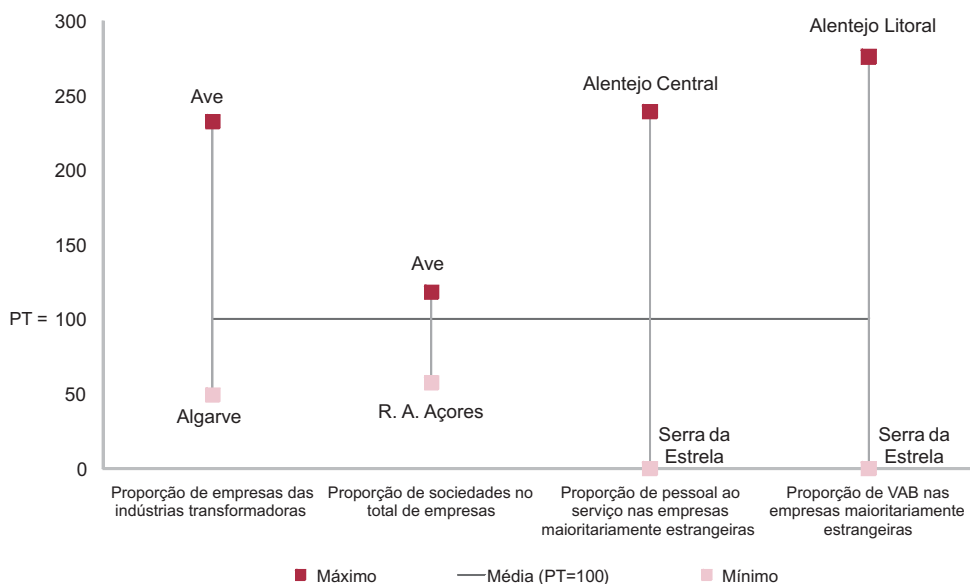 300
Alentejo Litoral
250
Ave
Alentejo Central
200
150
Ave
PT = 100
50
Algarve
R. A. Açores
Serra da
Estrela
Serra da
Estrela
0
Proporção de empresas das
indústrias transformadoras
Proporção de sociedades no
total de empresas
Proporção de pessoal ao
serviço nas empresas
maioritariamente estrangeiras
Proporção de VAB nas
empresas maioritariamente
estrangeiras
Máximo
Média (PT=100)
Mínimo